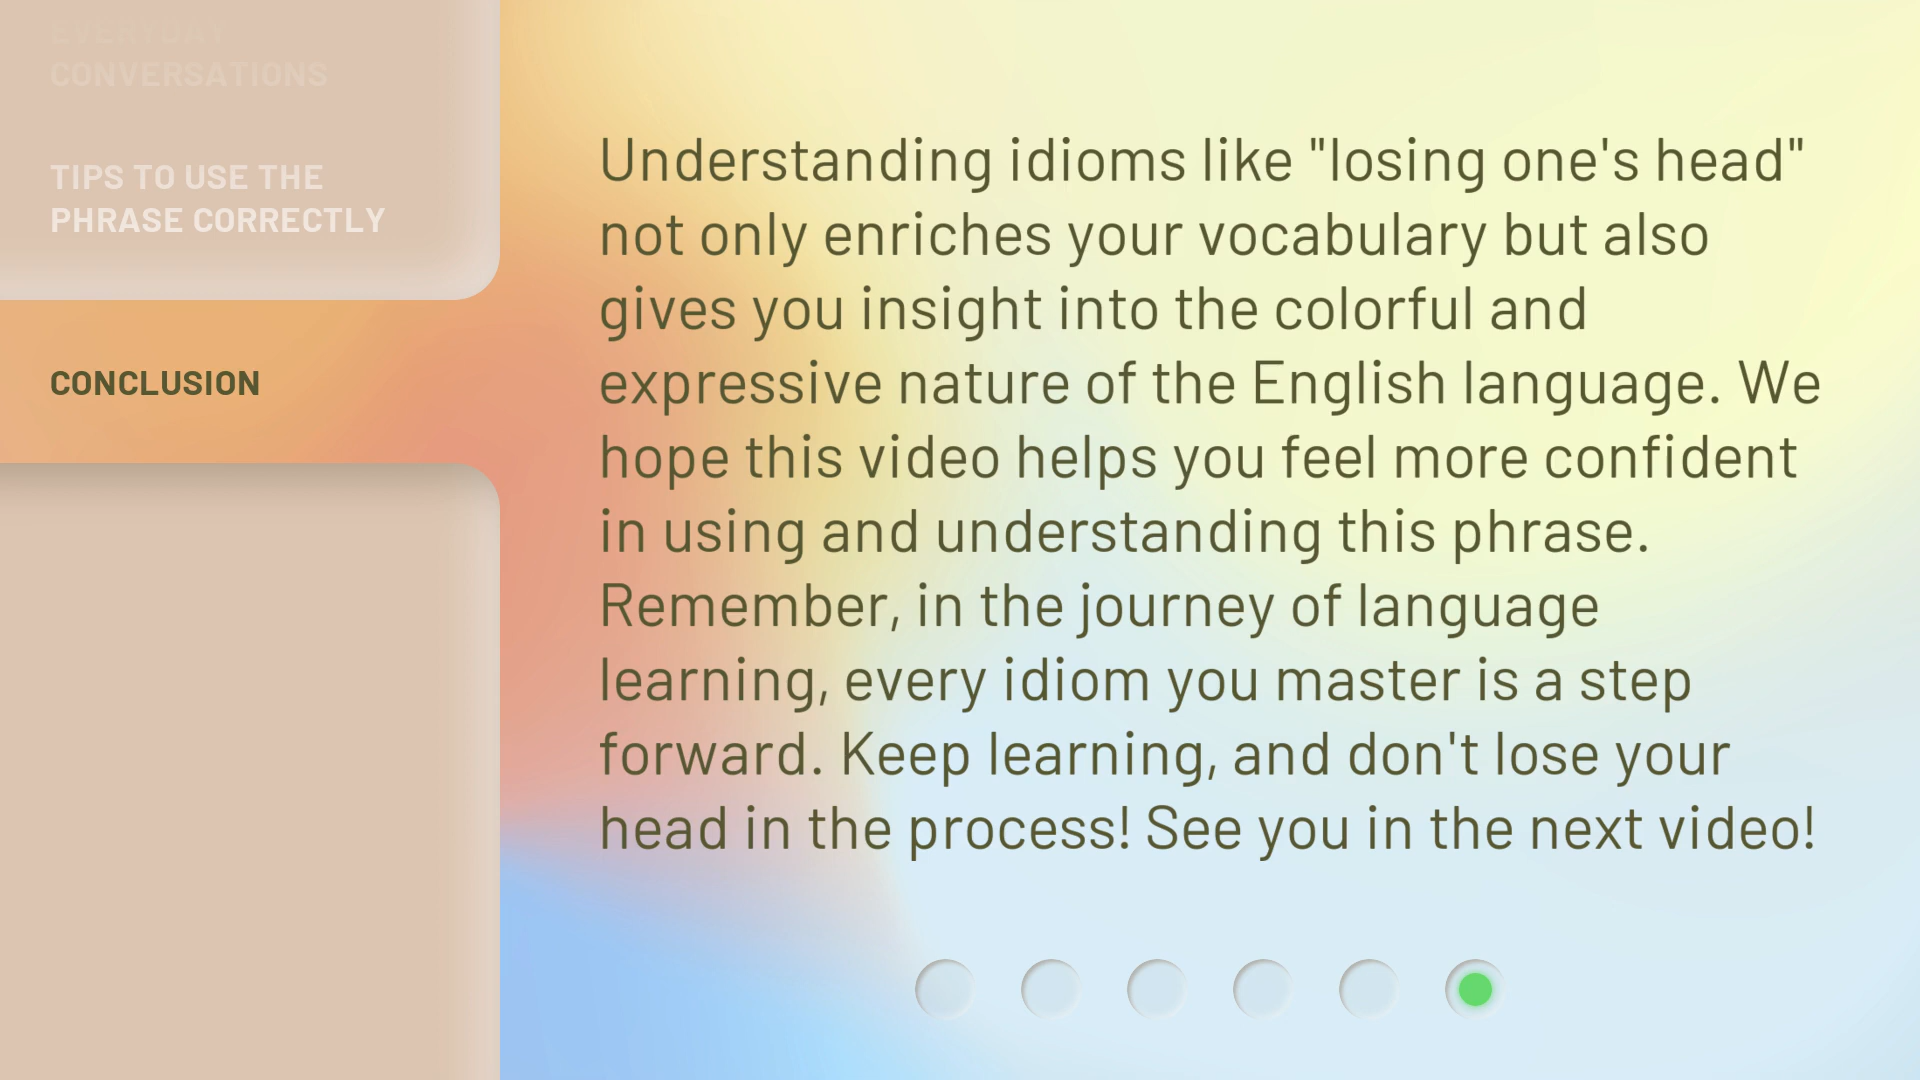 EVERYDAY
CONVERSATIONS
TIPS TO USE THE
PHRASE CORRECTLY
CONCLUSION
Understanding idioms like "losing one's head"
not only enriches your vocabulary but also
gives you insight into the colorful and
expressive nature of the English language. We
hope this video helps you feel more confident
in using and understanding this phrase.
Remember, in the journey of language
learning, every idiom you master is a step
forward. Keep learning, and don't lose your
head in the process! See you in the next video!